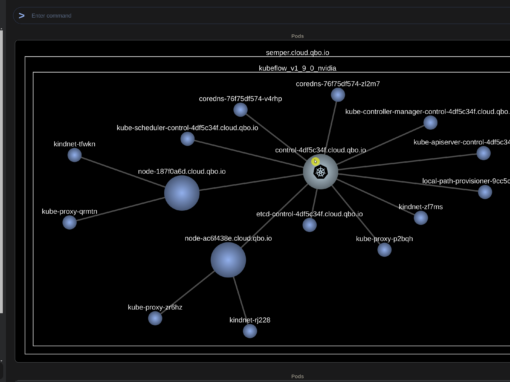 > Enter command
Pods
semper.cloud.qbo.io
kubeflow_v1_9_0_nvidia
coredns-76f75df574-zl2m7
coredns-76f75df574-v4rhp
kube-controller-manager-control-4df5c34f.cloud.qbo.
kube-scheduler-control-4df5c34f.cloud.qbo.io
kube-apiserver-control-4df5c34
kindnet-tfwkn
control-4df5c34f.cloud.qbo.io
node-187f0a6d.cloud.qbo.io
local-path-provisioner-9cc5c
kube-proxy-qrmtn
etcd-control-4df5c34f.cloud.qbo.io
kindnet-zf7ms
node-ac6f438e.cloud.qbo.io
kube-proxy-p2bqh
kube-proxy-zr6hz
kindnet-rj228
Pods